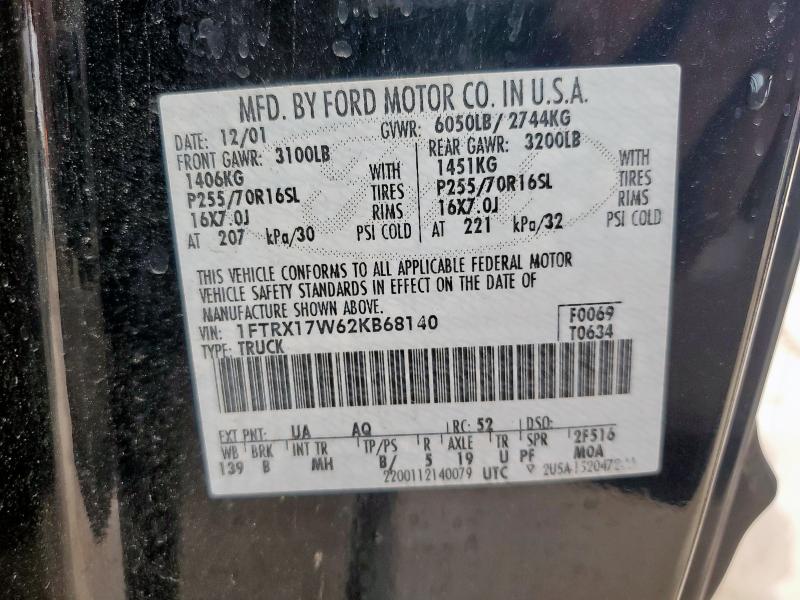 MFD. BY FORD MOTOR CO. IN U.S.A.
DATE: 12/01 GVWR: 6050LB/ 2744KG
FRONT GAWR: 3100LB REAR GAWR: 3200LB
1406KG WITH 1451KG WITH
P255/70R16SL TIRES P255/70R16SL TIRES
16X7.0J RIMS 16X7.0J RIMS
AT 207 kPa/30 PSI COLD AT 221 kPa/32 PSI COLD
THIS VEHICLE CONFORMS TO ALL APPLICABLE FEDERAL MOTOR
VEHICLE SAFETY STANDARDS IN EFFECT ON THE DATE OF
MANUFACTURE SHOWN ABOVE.
VIN: 1FTRX17W62KB68140 F0069
TYPE: TRUCK T0634
EXT PNT: UA AQ RC: 52 DSO:
WB BRK INT TR TP/PS R AXLE TR SPR 2F516
139 B MH B/ 5 19 U PF MOA
2200112140079 UTC